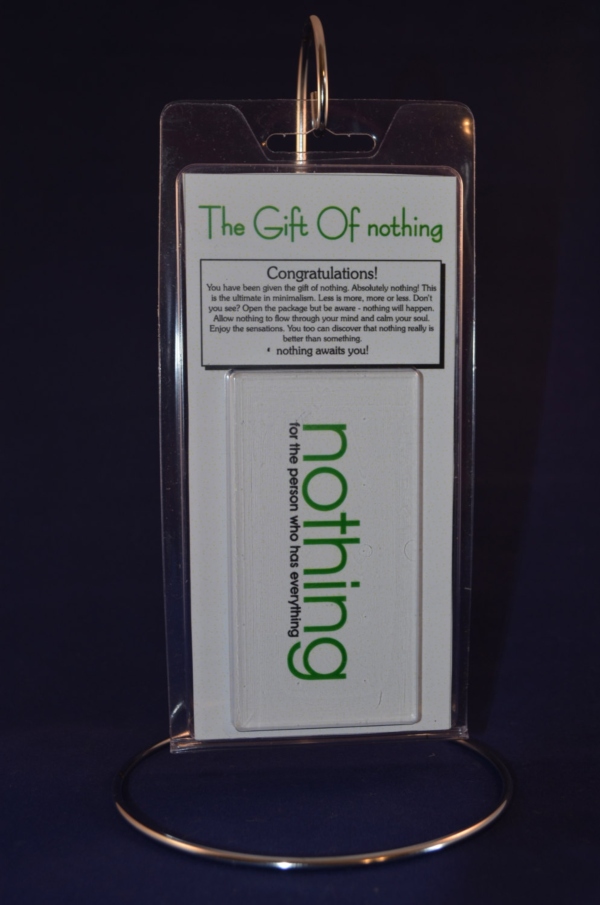 The Gift Of nothing
Congratulations!
You have been given the gift of nothing. Absolutely nothing! This
is the ultimate in minimalism. Less is more, more or less. Don't
you see? Open the package but be aware - nothing will happen.
Allow nothing to flow through your mind and calm your soul.
Enjoy the sensations. You too can discover that nothing really is
better than something.
nothing awaits you!
nothing
for the person who has everything